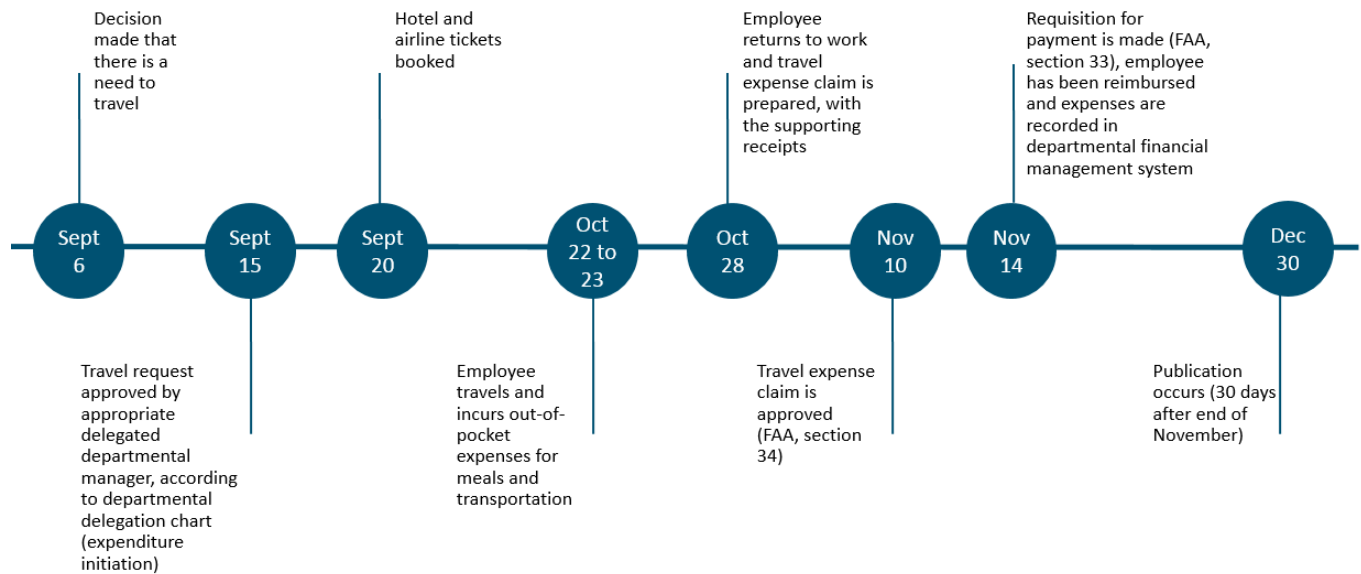 Decision
made that
there is a
need to
travel
Hotel and
airline tickets
booked
Employee
returns to work
and travel
expense claim is
prepared, with
the supporting
receipts
Requisition for
payment is made (FAA,
section 33), employee
has been reimbursed
and expenses are
recorded in
departmental financial
management system
Sept
6
Sept
15
Sept
20
Oct
22 to
23
Oct
28
Nov
10
Nov
14
Dec
30
Travel request
approved by
appropriate
delegated
departmental
manager, according
to departmental
delegation chart
(expenditure
initiation)
Employee
travels and
incurs out-of-
pocket
expenses for
meals and
transportation
Travel expense
claim is
approved
(FAA, section
34)
Publication
occurs (30 days
after end of
November)